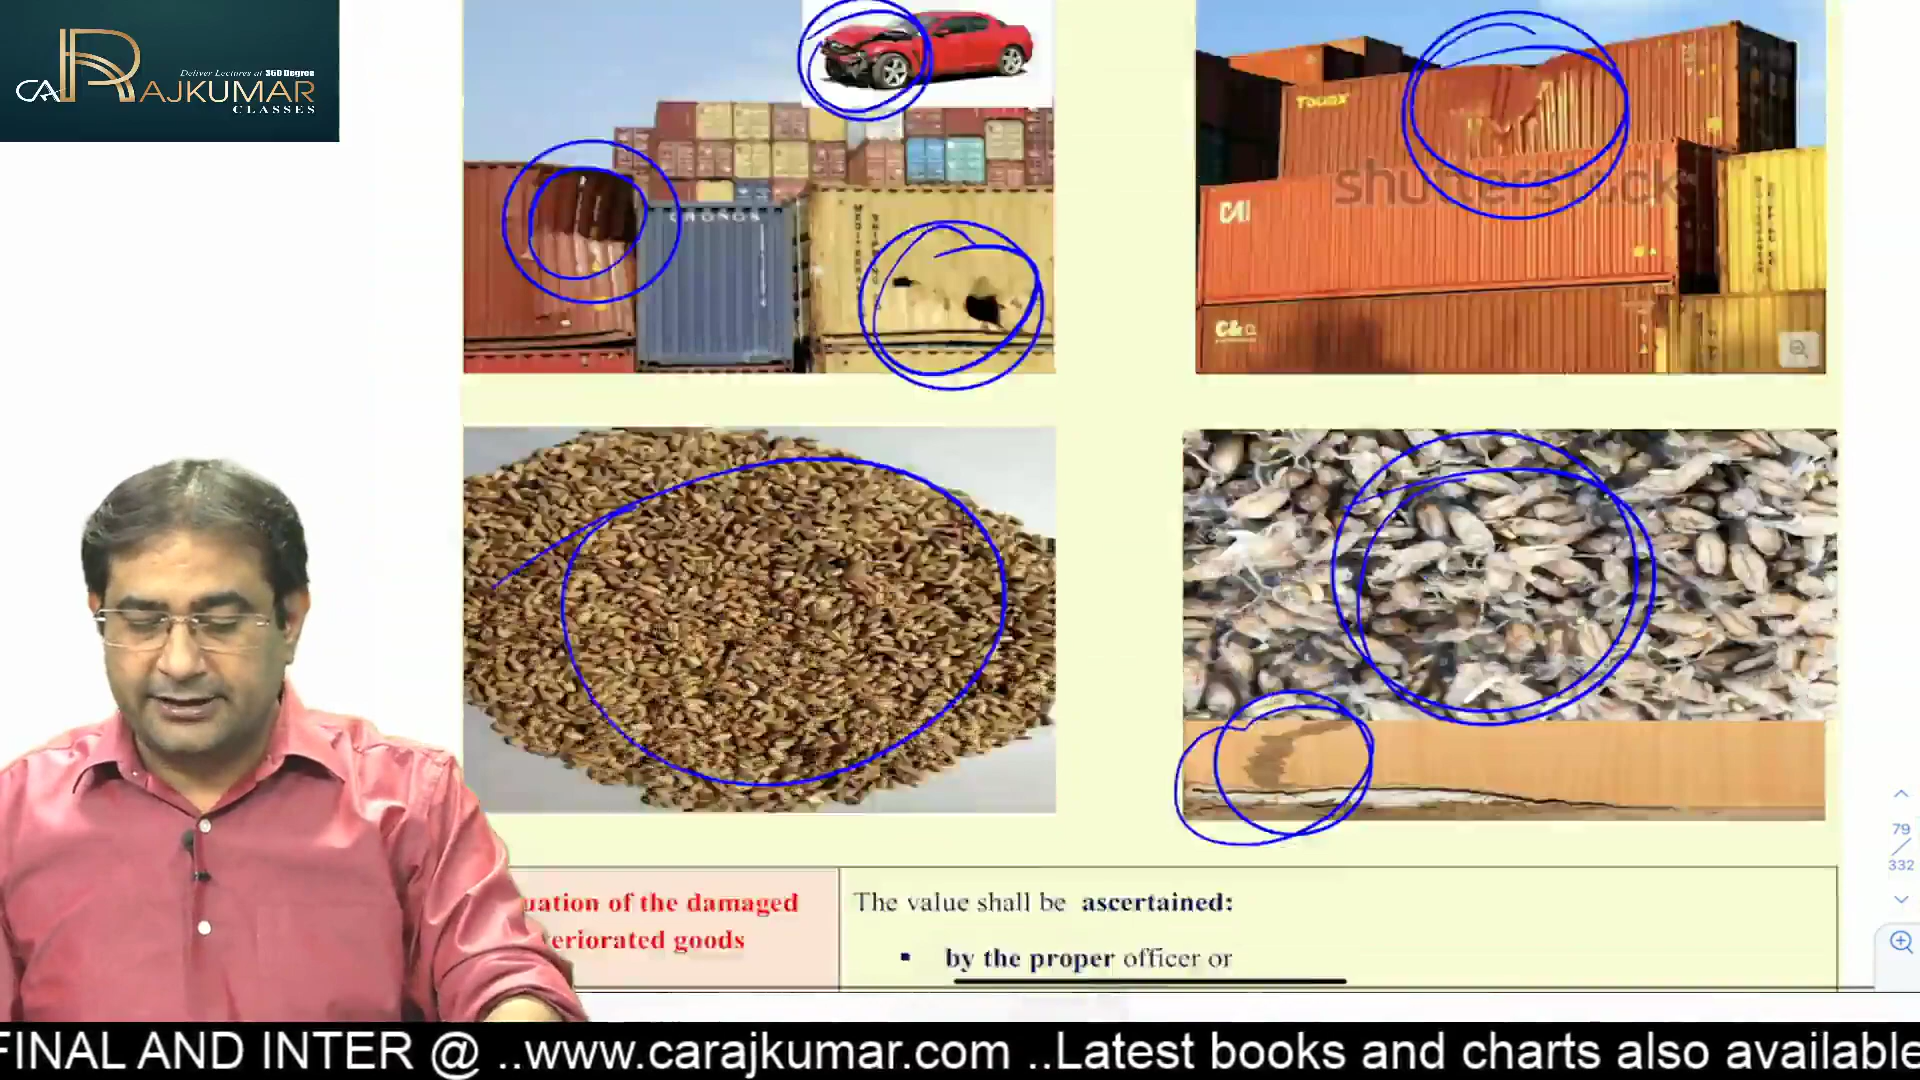 Deliver Lectures at 360 Degree
CA RAJKUMAR
CLASSES
TOUAX
CRONOS
CAI
shutterstock
C&
79
332
uation of the damaged
eriorated goods
The value shall be ascertained:
▪ by the proper officer or
FINAL AND INTER @ ..www.carajkumar.com ..Latest books and charts also available